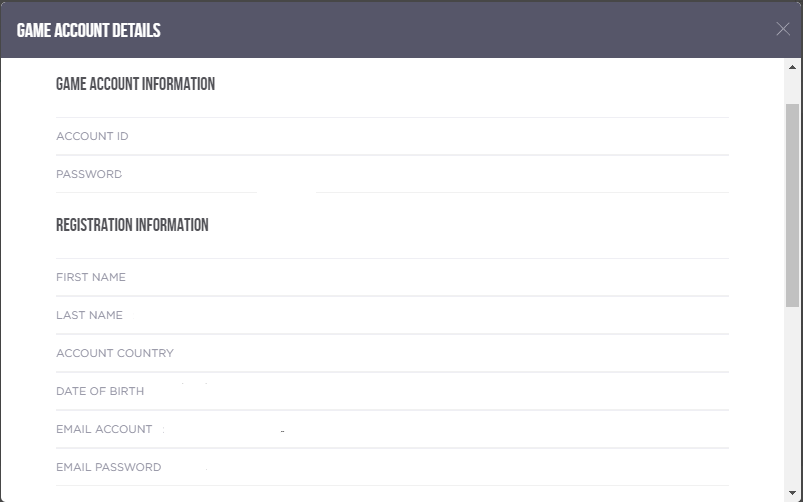 GAME ACCOUNT DETAILS
GAME ACCOUNT INFORMATION
ACCOUNT ID
PASSWORD
REGISTRATION INFORMATION
FIRST NAME
LAST NAME
ACCOUNT COUNTRY
DATE OF BIRTH
EMAIL ACCOUNT
EMAIL PASSWORD